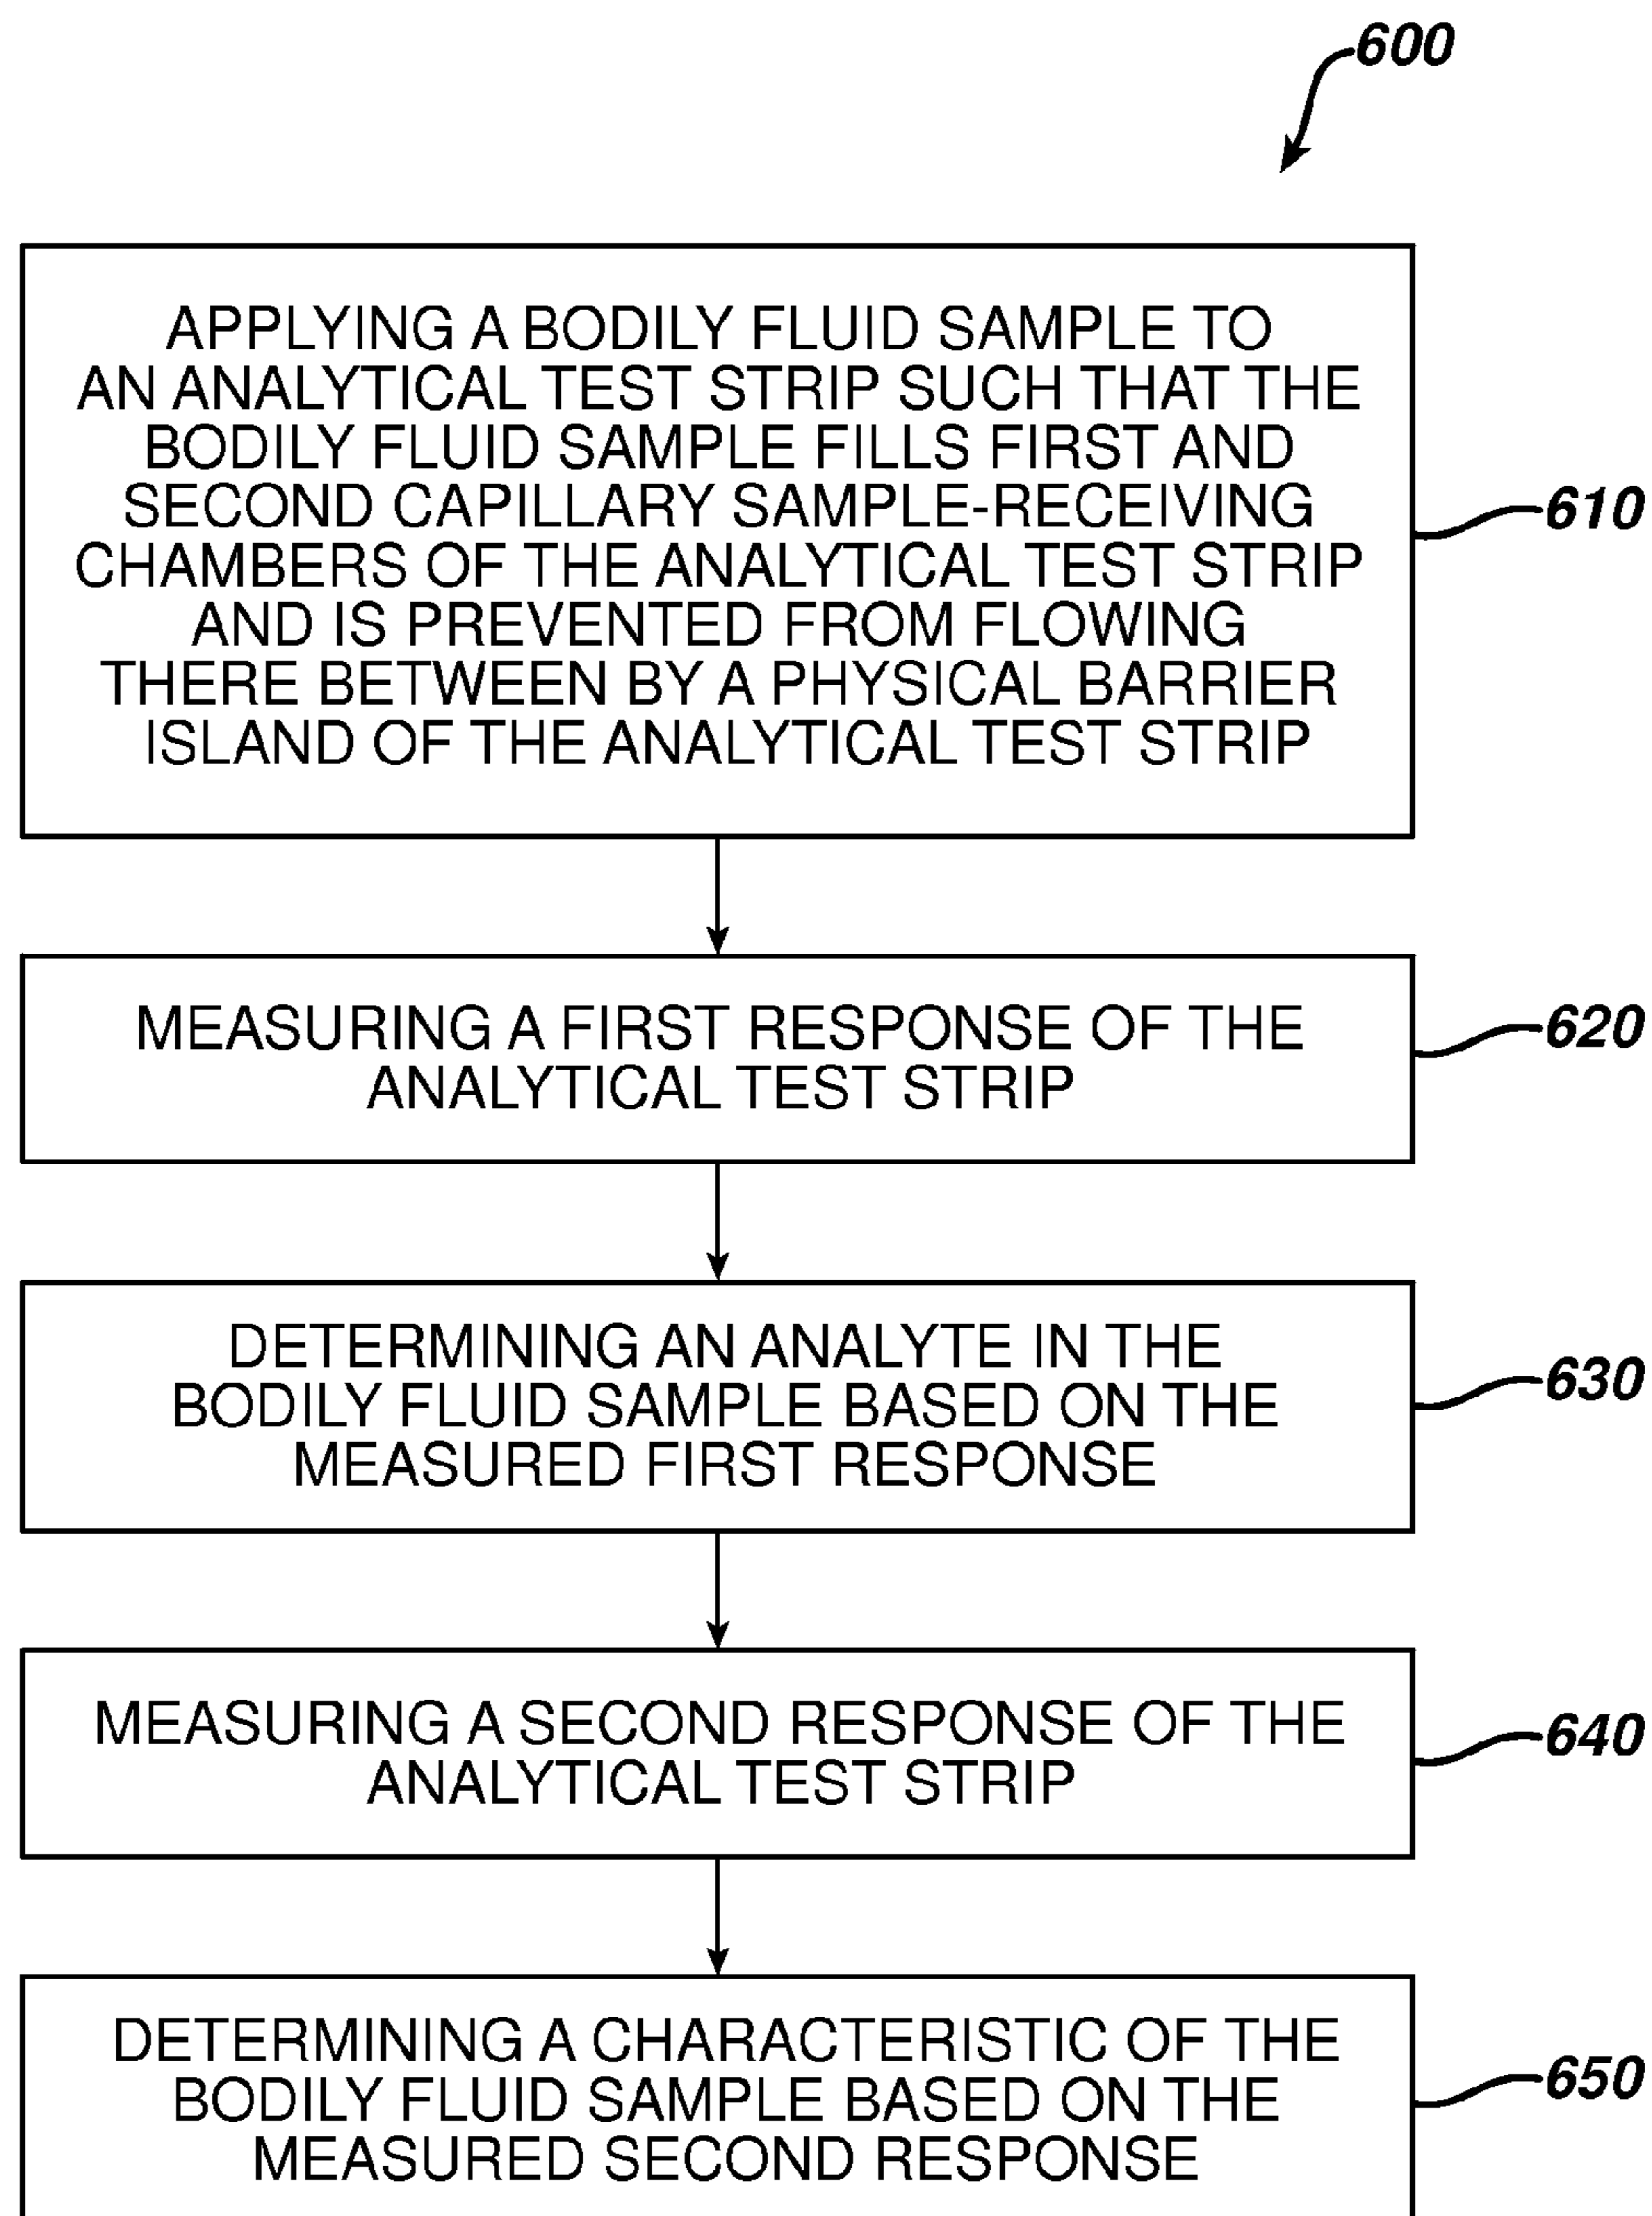 600
APPLYING A BODILY FLUID SAMPLE TO
AN ANALYTICAL TEST STRIP SUCH THAT THE
BODILY FLUID SAMPLE FILLS FIRST AND
SECOND CAPILLARY SAMPLE-RECEIVING
CHAMBERS OF THE ANALYTICAL TEST STRIP
AND IS PREVENTED FROM FLOWING
THERE BETWEEN BY A PHYSICAL BARRIER
ISLAND OF THE ANALYTICAL TEST STRIP
610
MEASURING A FIRST RESPONSE OF THE
ANALYTICAL TEST STRIP
620
DETERMINING AN ANALYTE IN THE
BODILY FLUID SAMPLE BASED ON THE
MEASURED FIRST RESPONSE
630
MEASURING A SECOND RESPONSE OF THE
ANALYTICAL TEST STRIP
640
DETERMINING A CHARACTERISTIC OF THE
BODILY FLUID SAMPLE BASED ON THE
MEASURED SECOND RESPONSE
650